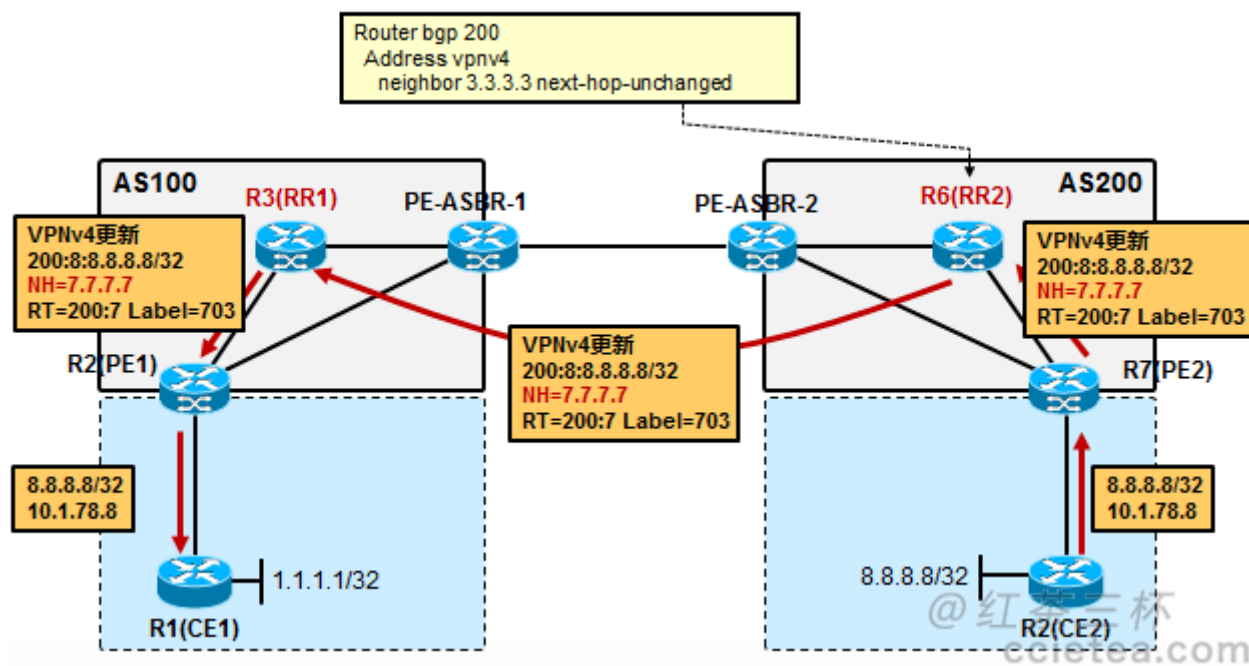 Router bgp 200
Address vpnv4
neighbor 3.3.3.3 next-hop-unchanged
AS100
R3(RR1)
PE-ASBR-1
PE-ASBR-2
R6(RR2)
AS200
VPNv4更新
200:8:8.8.8.8/32
NH=7.7.7.7
RT=200:7 Label=703
VPNv4更新
200:8:8.8.8.8/32
NH=7.7.7.7
RT=200:7 Label=703
VPNv4更新
200:8:8.8.8.8/32
NH=7.7.7.7
RT=200:7 Label=703
R2(PE1)
R7(PE2)
8.8.8.8/32
10.1.78.8
8.8.8.8/32
10.1.78.8
1.1.1.1/32
8.8.8.8/32
R1(CE1)
R2(CE2)
@红茶三杯
ccietea.com